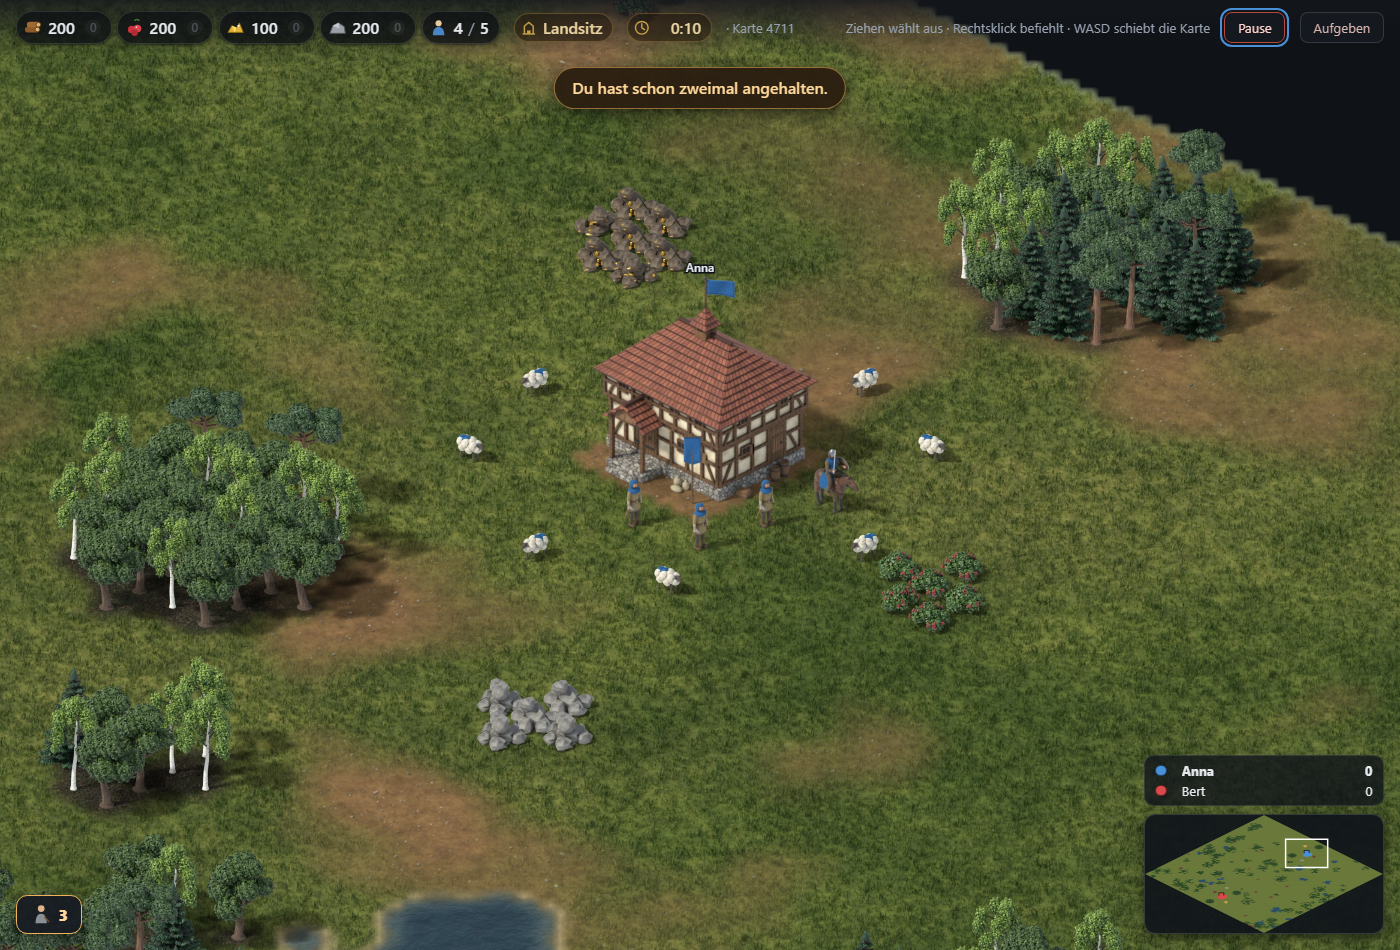 200 0 200 0 100 0 200 0 4 / 5 Landsitz 0:10 · Karte 4711 Ziehen wählt aus · Rechtsklick befiehlt · WASD schiebt die Karte Pause Aufgeben
Du hast schon zweimal angehalten.
Anna
Anna 0
Bert 0
3